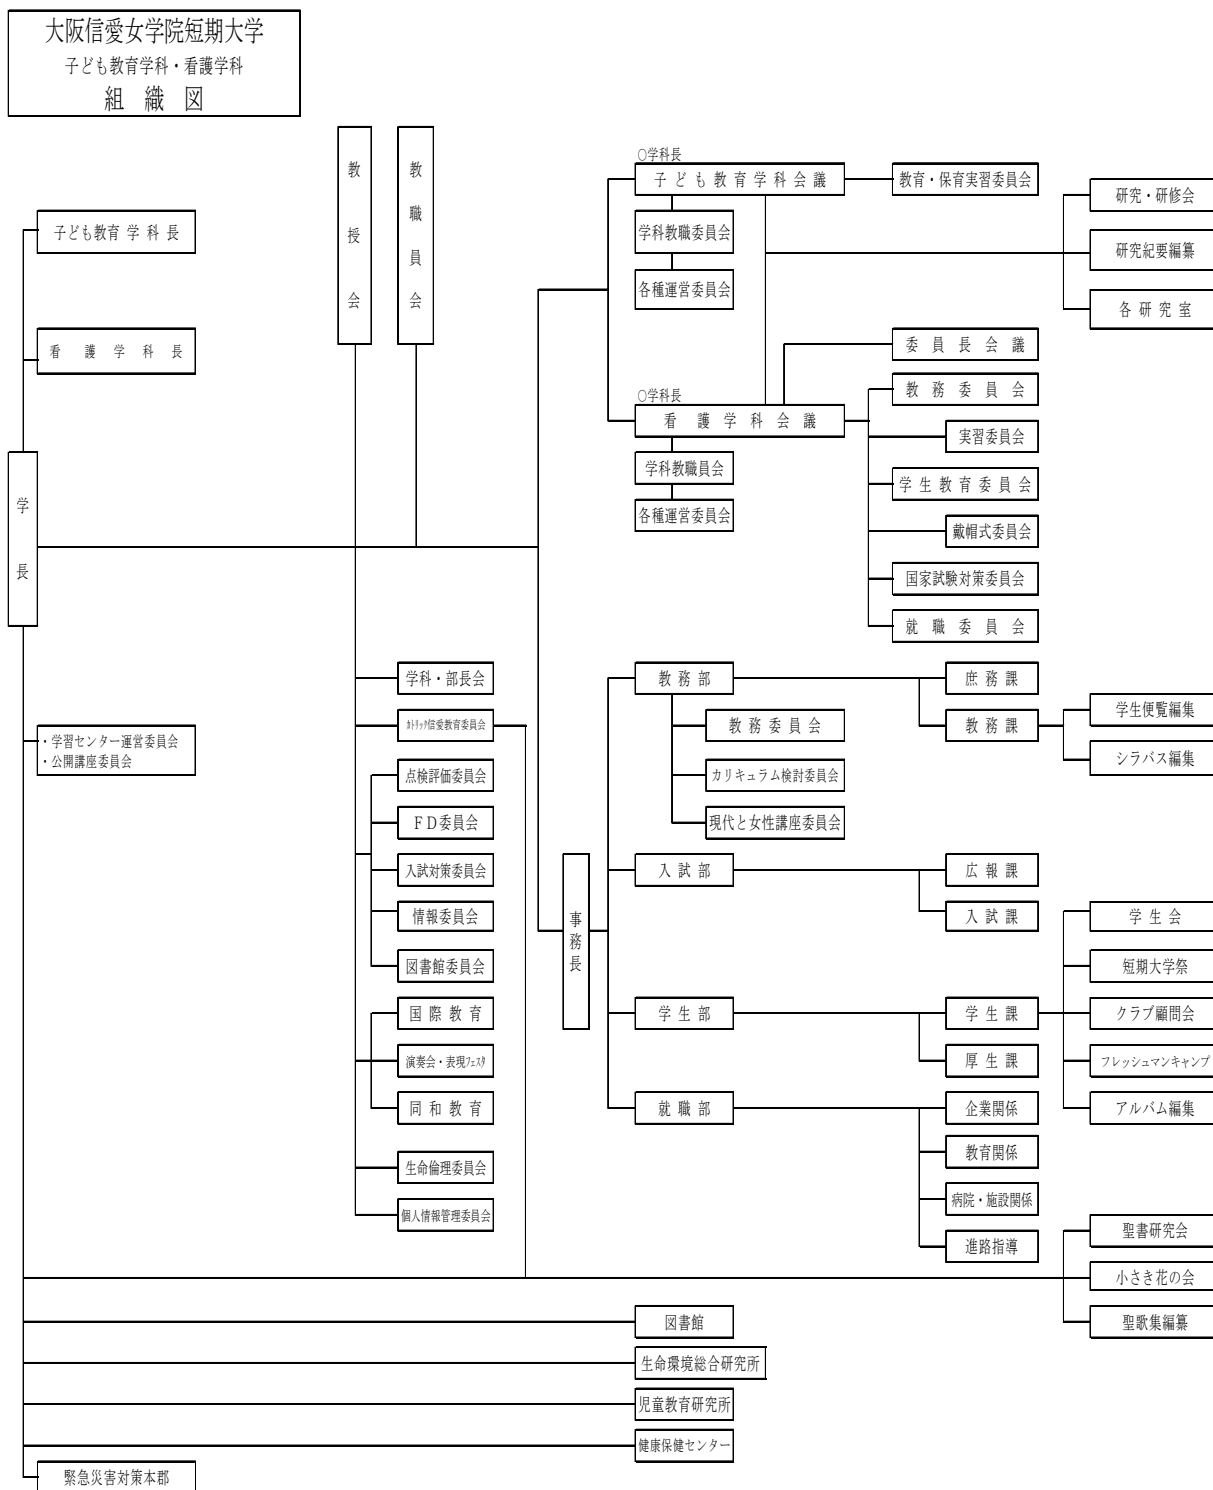 大阪信愛女学院短期大学
子ども教育学科・看護学科
組織図
教授会
教職員会
子ども教育学科長
看護学科長
学長
・学習センター運営委員会
・公開講座委員会
○学科長
子ども教育学科会議
教育・保育実習委員会
学科教職委員会
各種運営委員会
研究・研修会
研究紀要編纂
各研究室
委員長会議
○学科長
看護学科会議
教務委員会
実習委員会
学科教職員会
学生教育委員会
各種運営委員会
戴帽式委員会
国家試験対策委員会
就職委員会
学科・部長会
カトリック信愛教育委員会
点検評価委員会
FD委員会
入試対策委員会
情報委員会
図書館委員会
国際教育
演奏会・表現フェスタ
同和教育
生命倫理委員会
個人情報管理委員会
事務長
教務部
教務委員会
カリキュラム検討委員会
現代と女性講座委員会
庶務課
教務課
学生便覧編集
シラバス編集
入試部
広報課
入試課
学生部
学生課
厚生課
学生会
短期大学祭
クラブ顧問会
フレッシュマンキャンプ
アルバム編集
就職部
企業関係
教育関係
病院・施設関係
進路指導
聖書研究会
小さき花の会
聖歌集編纂
図書館
生命環境総合研究所
児童教育研究所
健康保健センター
緊急災害対策本郡